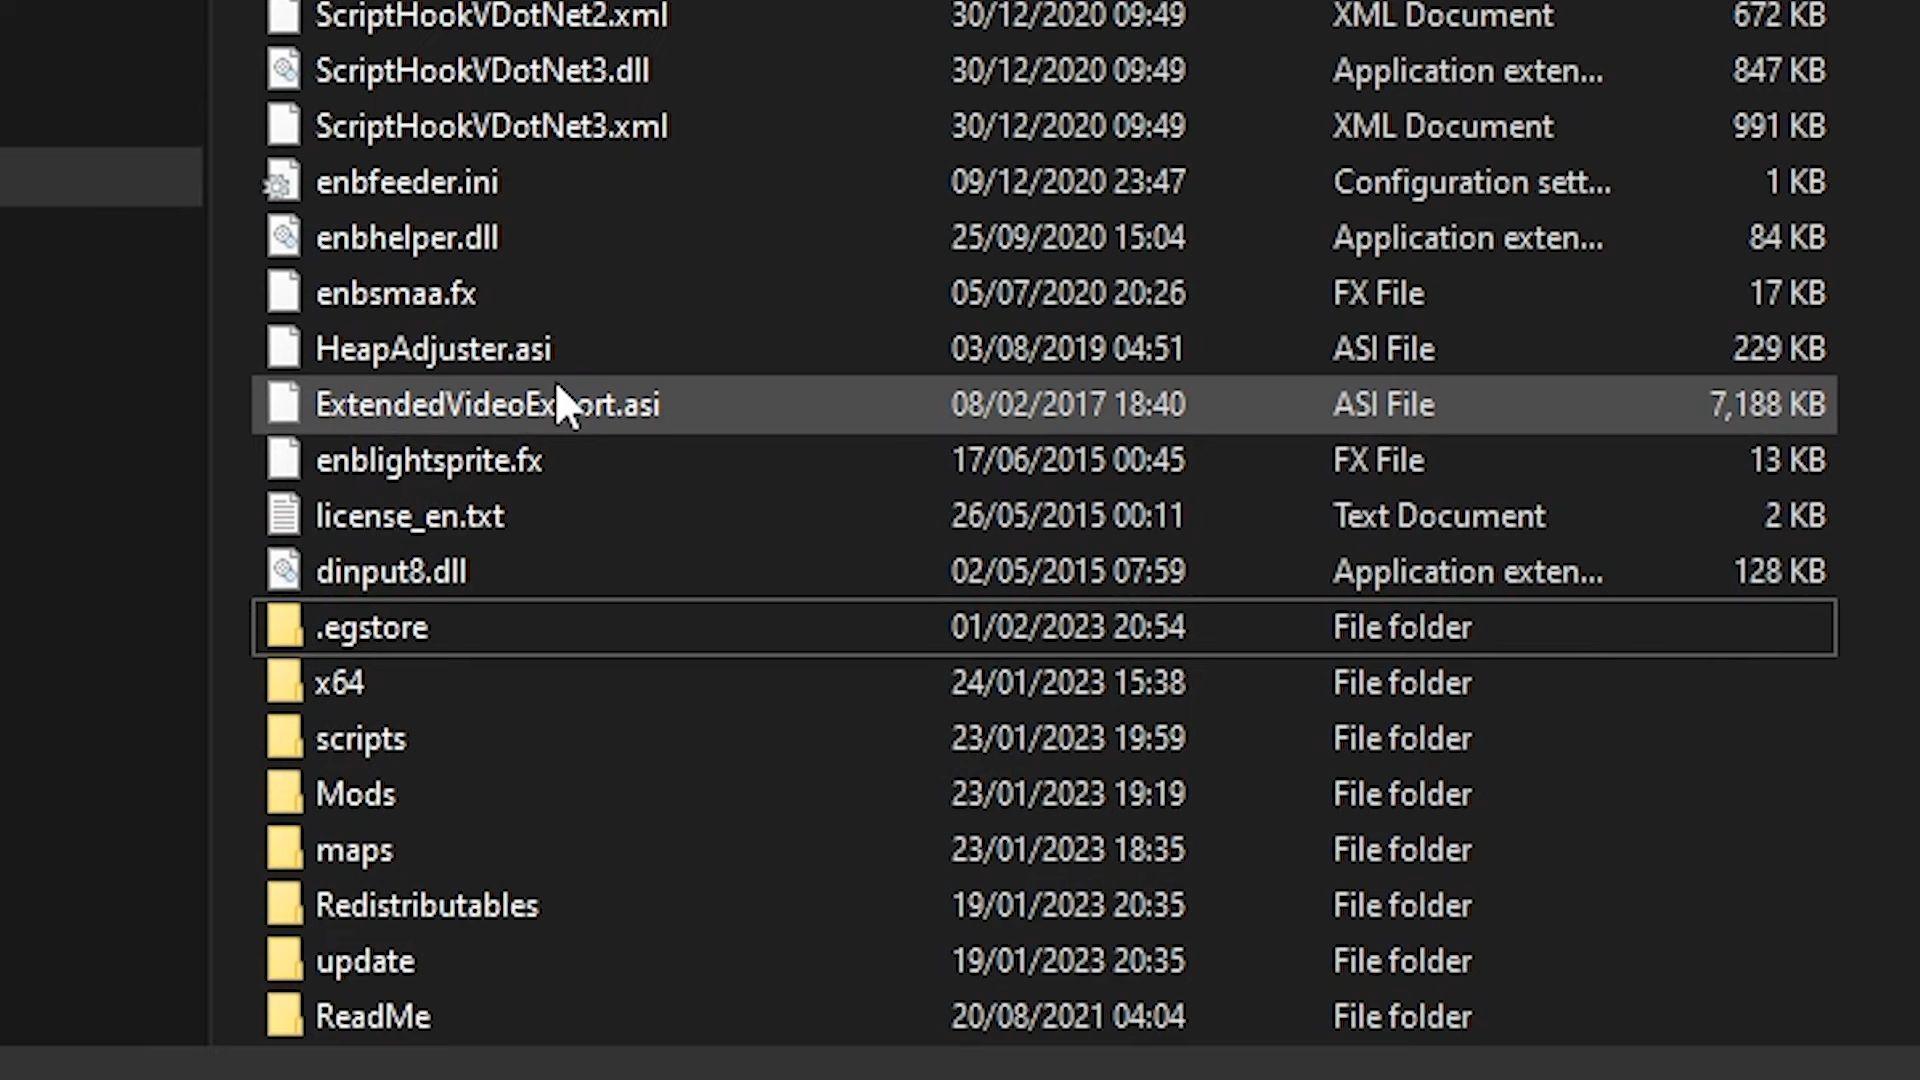 ScriptHookVDotNet2.xml 30/12/2020 09:49 XML Document 672 KB
ScriptHookVDotNet3.dll 30/12/2020 09:49 Application exten... 847 KB
ScriptHookVDotNet3.xml 30/12/2020 09:49 XML Document 991 KB
enbfeeder.ini 09/12/2020 23:47 Configuration sett... 1 KB
enbhelper.dll 25/09/2020 15:04 Application exten... 84 KB
enbsmaa.fx 05/07/2020 20:26 FX File 17 KB
HeapAdjuster.asi 03/08/2019 04:51 ASI File 229 KB
ExtendedVideoExport.asi 08/02/2017 18:40 ASI File 7,188 KB
enblightsprite.fx 17/06/2015 00:45 FX File 13 KB
license_en.txt 26/05/2015 00:11 Text Document 2 KB
dinput8.dll 02/05/2015 07:59 Application exten... 128 KB
.egstore 01/02/2023 20:54 File folder
x64 24/01/2023 15:38 File folder
scripts 23/01/2023 19:59 File folder
Mods 23/01/2023 19:19 File folder
maps 23/01/2023 18:35 File folder
Redistributables 19/01/2023 20:35 File folder
update 19/01/2023 20:35 File folder
ReadMe 20/08/2021 04:04 File folder